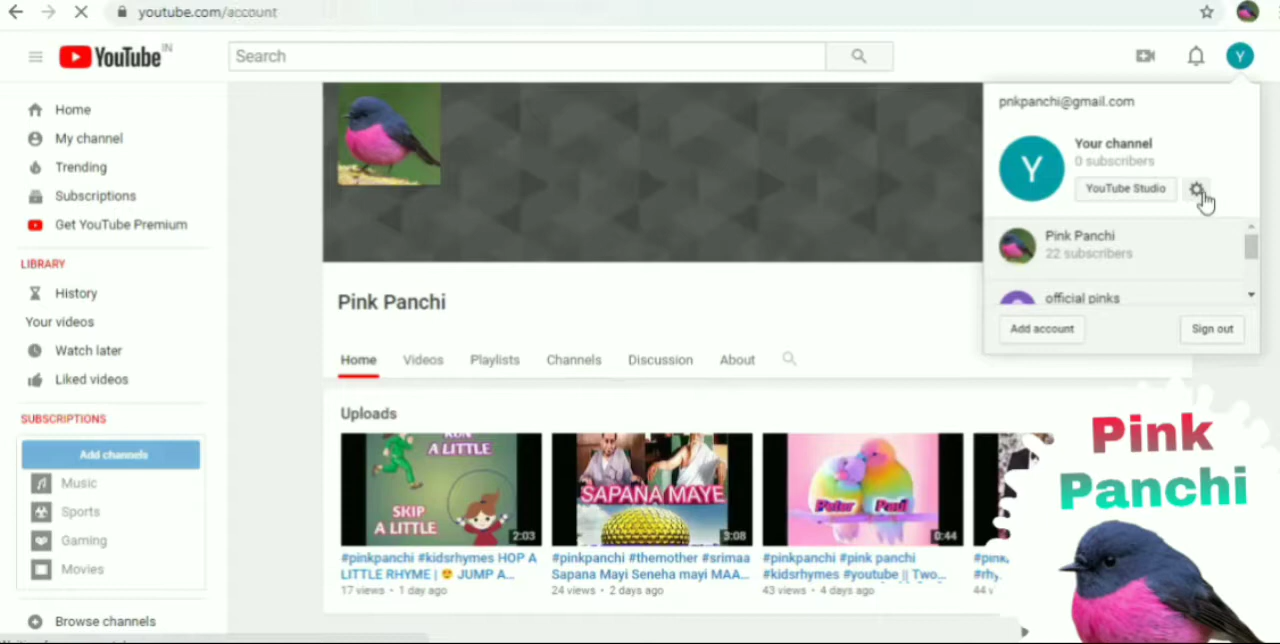 youtube.com/account
YouTube IN
Search
pnkpanchi@gmail.com
Y
Your channel
0 subscribers
YouTube Studio
Pink Panchi
22 subscribers
official pinks
Add account
Sign out
Home
My channel
Trending
Subscriptions
Get YouTube Premium
LIBRARY
History
Your videos
Watch later
Liked videos
SUBSCRIPTIONS
Add channels
Music
Sports
Gaming
Movies
Browse channels
Pink Panchi
Home Videos Playlists Channels Discussion About
Uploads
RUN
A LITTLE
SKIP
A LITTLE
2:03
#pinkpanchi #kidsrhymes HOP A
LITTLE RHYME | 😍 JUMP A...
17 views • 1 day ago
SAPANA MAYE
3:08
#pinkpanchi #themother #srimaa
Sapana Mayi Seneha mayi MAA...
24 views • 2 days ago
Peter Paul
0:44
#pinkpanchi #pink panchi
#kidsrhymes #youtube || Two...
43 views • 4 days ago
#pink
#rhy
44 v
Pink
Panchi